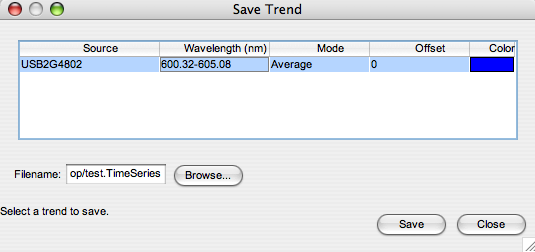 Save Trend
Source Wavelength (nm) Mode Offset Color
USB2G4802 600.32-605.08 Average 0
Filename: op/test.TimeSeries Browse...
Select a trend to save.
Save Close